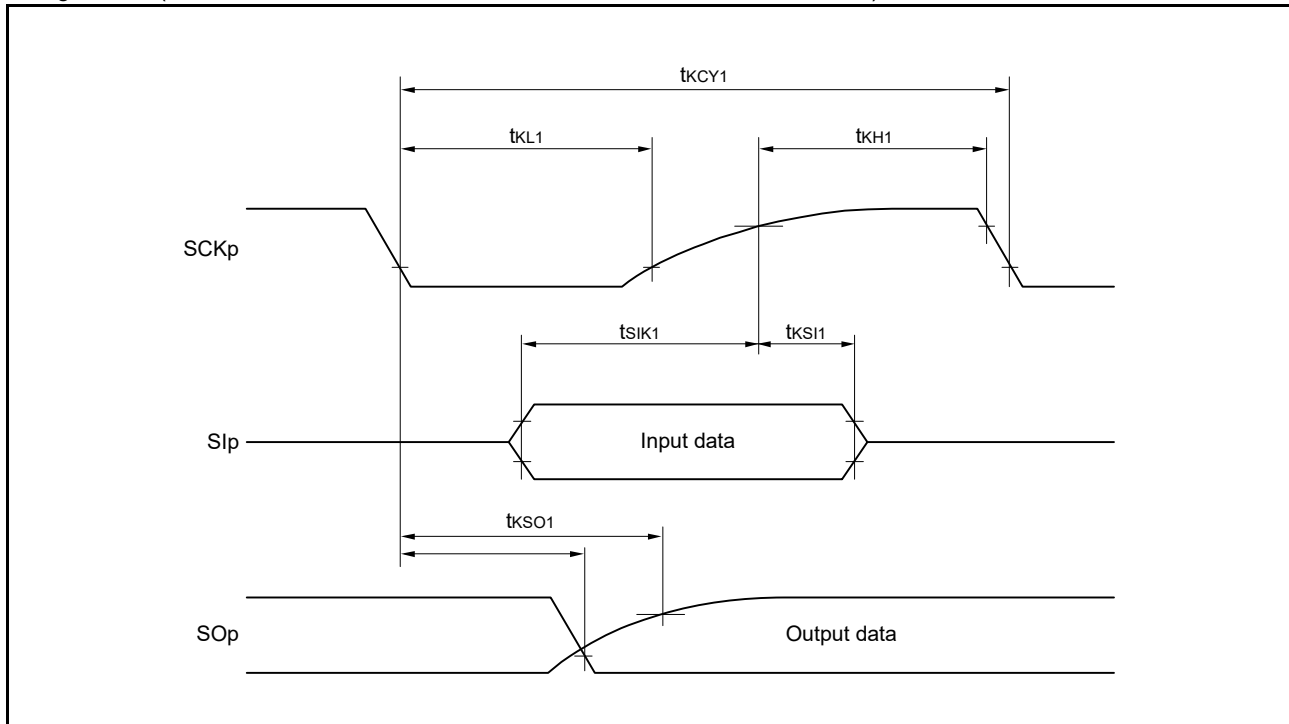 tKCY1
tKL1
tKH1
SCKp
tSIK1
tKSI1
SIp
Input data
tKSO1
SOp
Output data